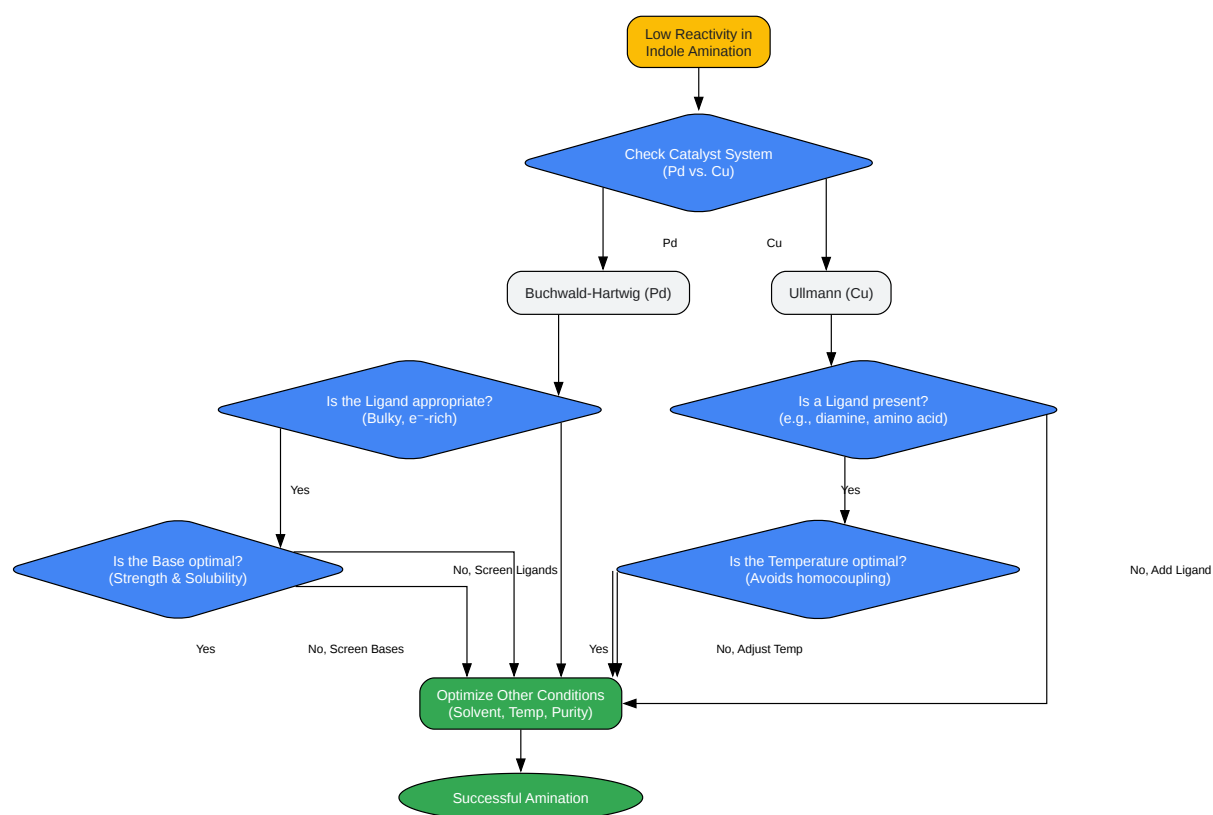 Low Reactivity in
Indole Amination
Check Catalyst System
(Pd vs. Cu)
Pd
Cu
Buchwald-Hartwig (Pd)
Ullmann (Cu)
Is the Ligand appropriate?
(Bulky, e⁻-rich)
Is a Ligand present?
(e.g., diamine, amino acid)
Yes
Yes
Is the Base optimal?
(Strength & Solubility)
No, Screen Ligands
Is the Temperature optimal?
(Avoids homocoupling)
No, Add Ligand
Yes
No, Screen Bases
Yes
No, Adjust Temp
Optimize Other Conditions
(Solvent, Temp, Purity)
Successful Amination